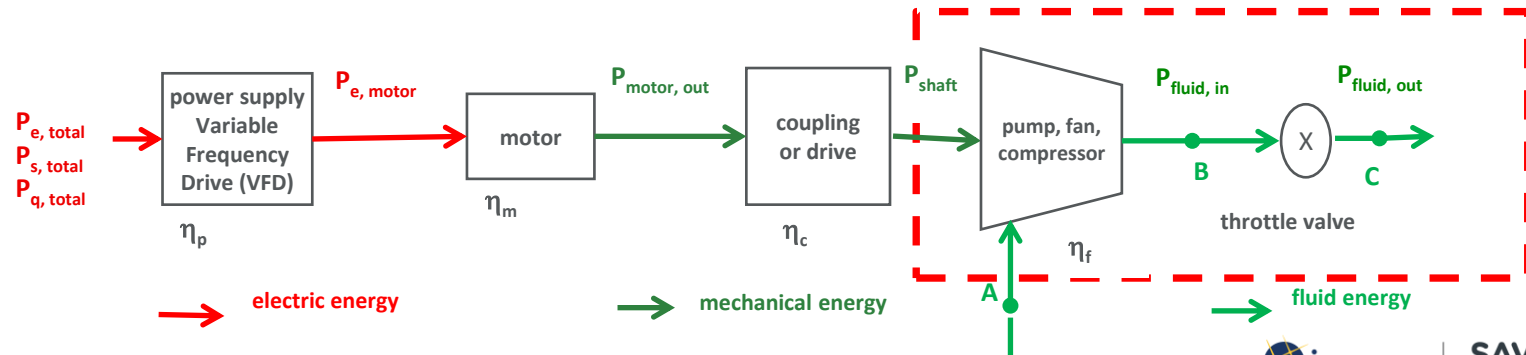 P_e, total
P_s, total
P_q, total
power supply
Variable
Frequency
Drive (VFD)
η_p
P_e, motor
motor
η_m
P_motor, out
coupling
or drive
η_c
P_shaft
pump, fan,
compressor
η_f
P_fluid, in
B
X
P_fluid, out
C
throttle valve
A
electric energy
mechanical energy
fluid energy